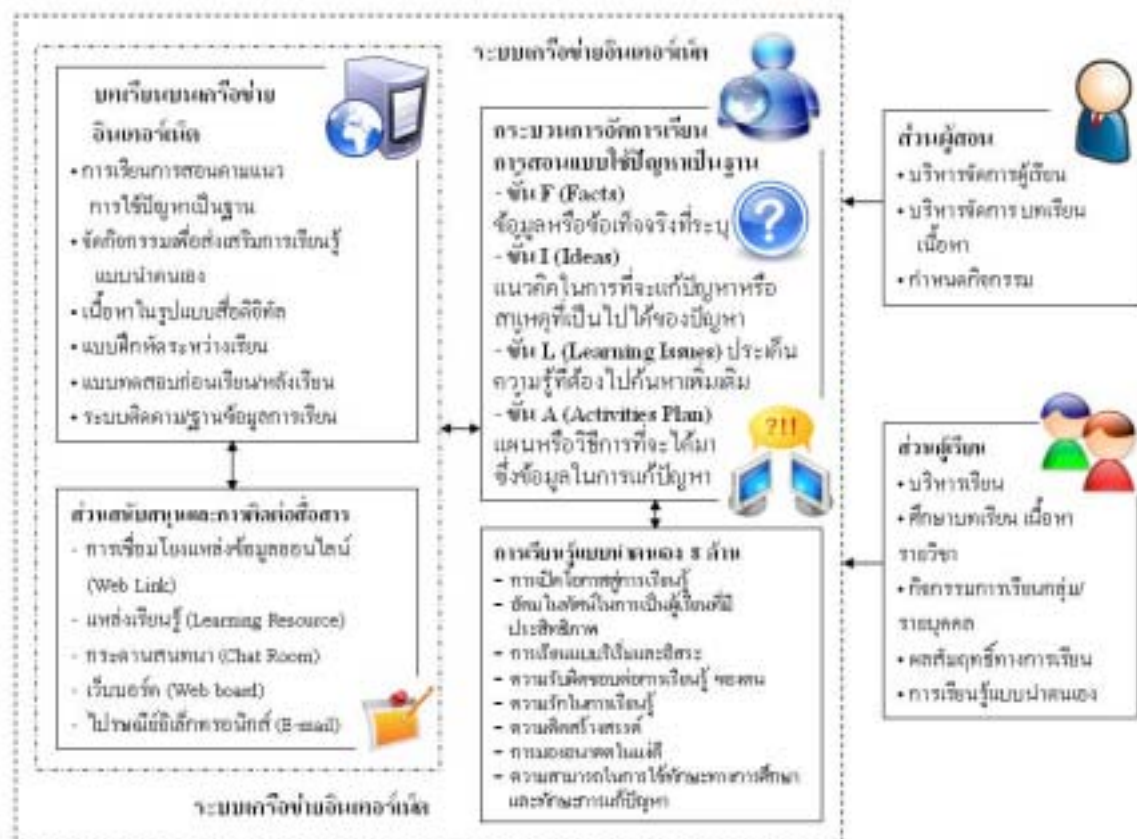 ระบบเครือข่ายอินเทอร์เน็ต
บทเรียนบนเครือข่าย
อินเทอร์เน็ต
• การเรียนการสอนตามแนว
การใช้ปัญหาเป็นฐาน
• จัดกิจกรรมเพื่อส่งเสริมการเรียนรู้
แบบนำตนเอง
• เนื้อหาในรูปแบบสื่อดิจิทัล
• แบบฝึกหัดระหว่างเรียน
• แบบทดสอบก่อนเรียน/หลังเรียน
• ระบบติดตาม/ฐานข้อมูลการเรียน
ส่วนสนับสนุนและการติดต่อสื่อสาร
- การเชื่อมโยงแหล่งข้อมูลออนไลน์
(Web Link)
- แหล่งเรียนรู้ (Learning Resource)
- กระดานสนทนา (Chat Room)
- เว็บบอร์ด (Web board)
- ไปรษณีย์อิเล็กทรอนิกส์ (E-mail)
ระบบเครือข่ายอินเทอร์เน็ต
กระบวนการจัดการเรียน
การสอนแบบใช้ปัญหาเป็นฐาน
- ขั้น F (Facts)
ข้อมูลหรือข้อเท็จจริงที่ระบุ
- ขั้น I (Ideas)
แนวคิดในการที่จะแก้ปัญหาหรือ
สาเหตุที่เป็นไปได้ของปัญหา
- ขั้น L (Learning Issues) ประเด็น
ความรู้ที่ต้องไปค้นหาเพิ่มเติม
- ขั้น A (Activities Plan)
แผนหรือวิธีการที่จะได้มา
ซึ่งข้อมูลในการแก้ปัญหา
?!!
การเรียนรู้แบบนำตนเอง 8 ด้าน
- การเปิดโอกาสสู่การเรียนรู้
- อัตมโนทัศน์ในการเป็นผู้เรียนที่มี
ประสิทธิภาพ
- การเรียนแบบริเริ่มและอิสระ
- ความรับผิดชอบต่อการเรียนรู้ ของตน
- ความรักในการเรียนรู้
- ความคิดสร้างสรรค์
- การมองอนาคตในแง่ดี
- ความสามารถในการใช้ทักษะทางการศึกษา
และทักษะการแก้ปัญหา
ส่วนผู้สอน
• บริหารจัดการผู้เรียน
• บริหารจัดการ บทเรียน
เนื้อหา
• กำหนดกิจกรรม
ส่วนผู้เรียน
• บริหารเรียน
• ศึกษาบทเรียน เนื้อหา
รายวิชา
• กิจกรรมการเรียนกลุ่ม/
รายบุคคล
• ผลสัมฤทธิ์ทางการเรียน
• การเรียนรู้แบบนำตนเอง